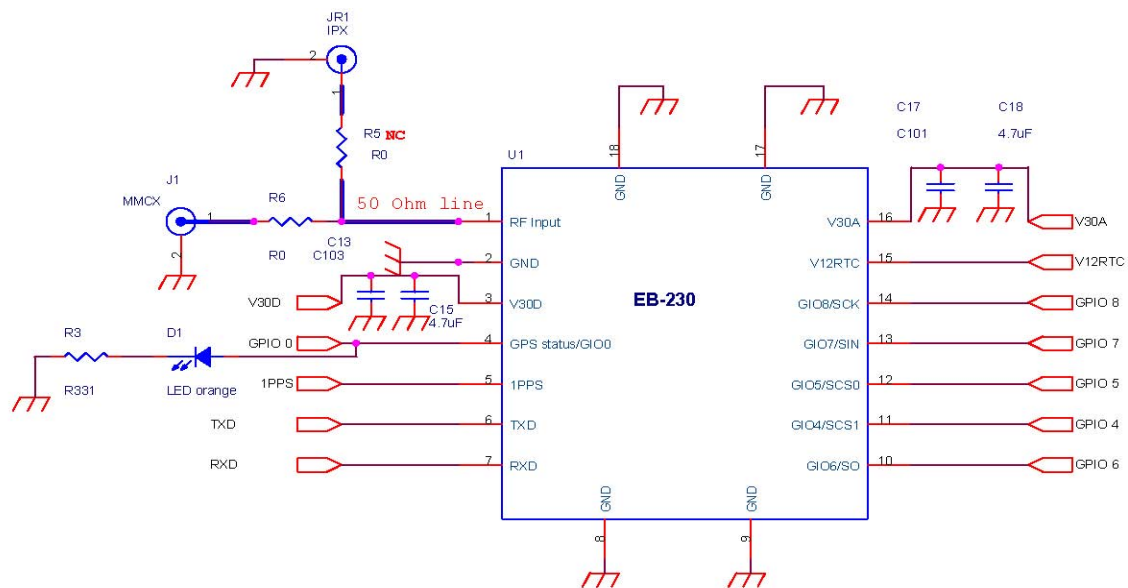 JR1
IPX
2
1
R5 NC
R0
J1
MMCX
1
2
R6
R0
50 Ohm line
C13
C103
C15
4.7uF
V30D
GPIO 0
R3
R331
D1
LED orange
1PPS
TXD
RXD
U1
EB-230
18
GND
17
GND
1
RF Input
2
GND
3
V30D
4
GPS status/GIO0
5
1PPS
6
TXD
7
RXD
GND
8
GND
9
V30A
16
V12RTC
15
GIO8/SCK
14
GIO7/SIN
13
GIO5/SCS0
12
GIO4/SCS1
11
GIO6/SO
10
C17
C101
C18
4.7uF
V30A
V12RTC
GPIO 8
GPIO 7
GPIO 5
GPIO 4
GPIO 6